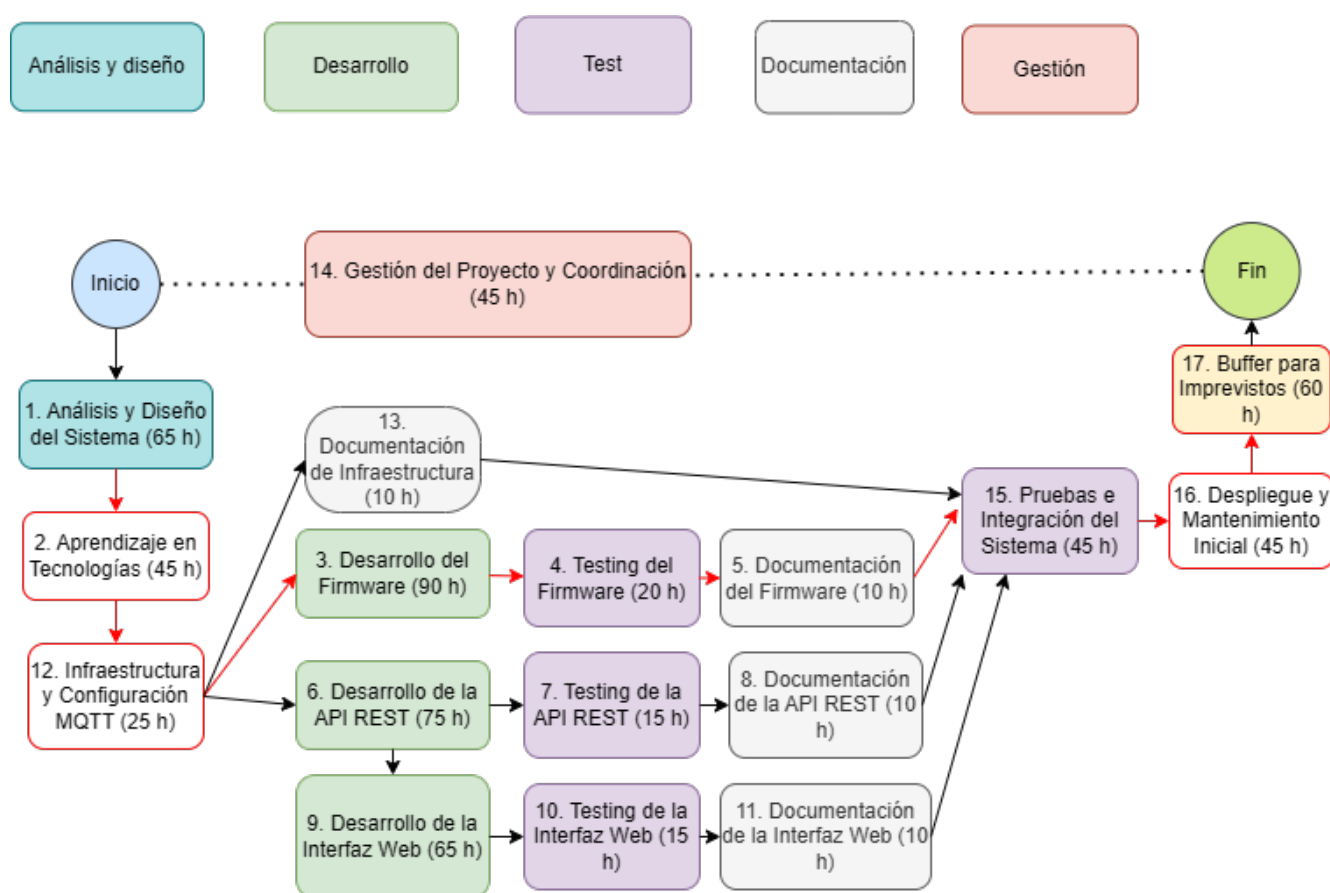 Análisis y diseño
Desarrollo
Test
Documentación
Gestión
Inicio
14. Gestión del Proyecto y Coordinación
(45 h)
Fin
1. Análisis y Diseño
del Sistema (65 h)
2. Aprendizaje en
Tecnologías (45 h)
12. Infraestructura
y Configuración
MQTT (25 h)
13.
Documentación
de Infraestructura
(10 h)
3. Desarrollo del
Firmware (90 h)
4. Testing del
Firmware (20 h)
5. Documentación
del Firmware (10 h)
6. Desarrollo de la
API REST (75 h)
7. Testing de la
API REST (15 h)
8. Documentación
de la API REST (10
h)
9. Desarrollo de la
Interfaz Web (65 h)
10. Testing de la
Interfaz Web (15
h)
11. Documentación
de la Interfaz Web (10
h)
15. Pruebas e
Integración del
Sistema (45 h)
16. Despliegue y
Mantenimiento
Inicial (45 h)
17. Buffer para
Imprevistos (60
h)